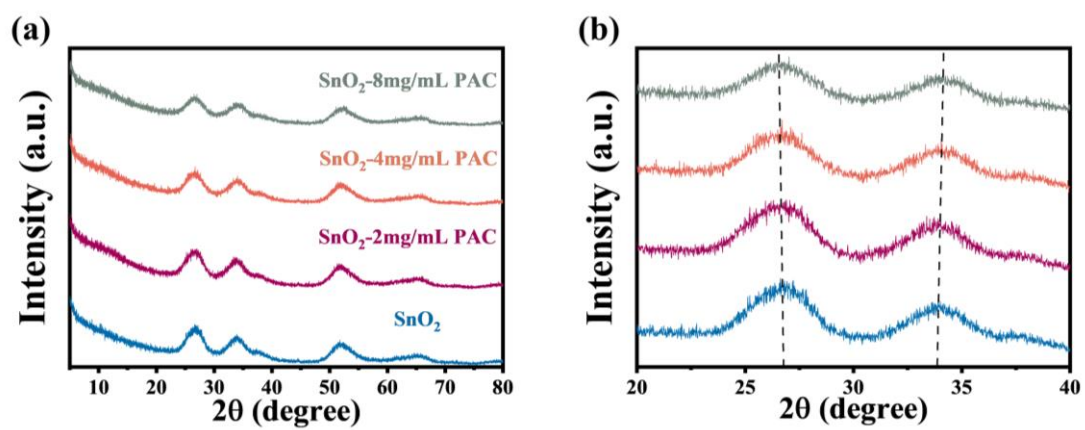 (a)
Intensity (a.u.)
SnO₂-8mg/mL PAC
SnO₂-4mg/mL PAC
SnO₂-2mg/mL PAC
SnO₂
10 20 30 40 50 60 70 80
2θ (degree)
(b)
Intensity (a.u.)
20 25 30 35 40
2θ (degree)